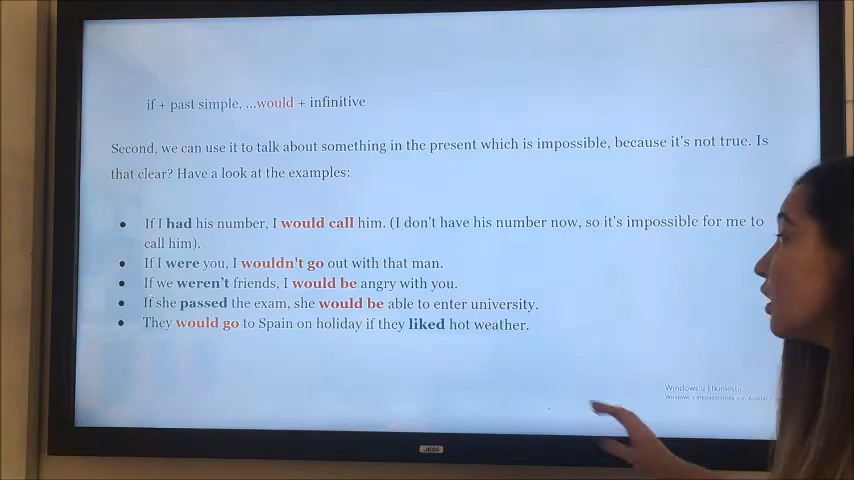 if + past simple, ...would + infinitive
Second, we can use it to talk about something in the present which is impossible, because it's not true. Is
that clear? Have a look at the examples:
• If I had his number, I would call him. (I don't have his number now, so it's impossible for me to
call him).
• If I were you, I wouldn't go out with that man.
• If we weren't friends, I would be angry with you.
• If she passed the exam, she would be able to enter university.
• They would go to Spain on holiday if they liked hot weather.
Windows'u Etkinleştir
Windows'u etkinleştirmek için
JEDI